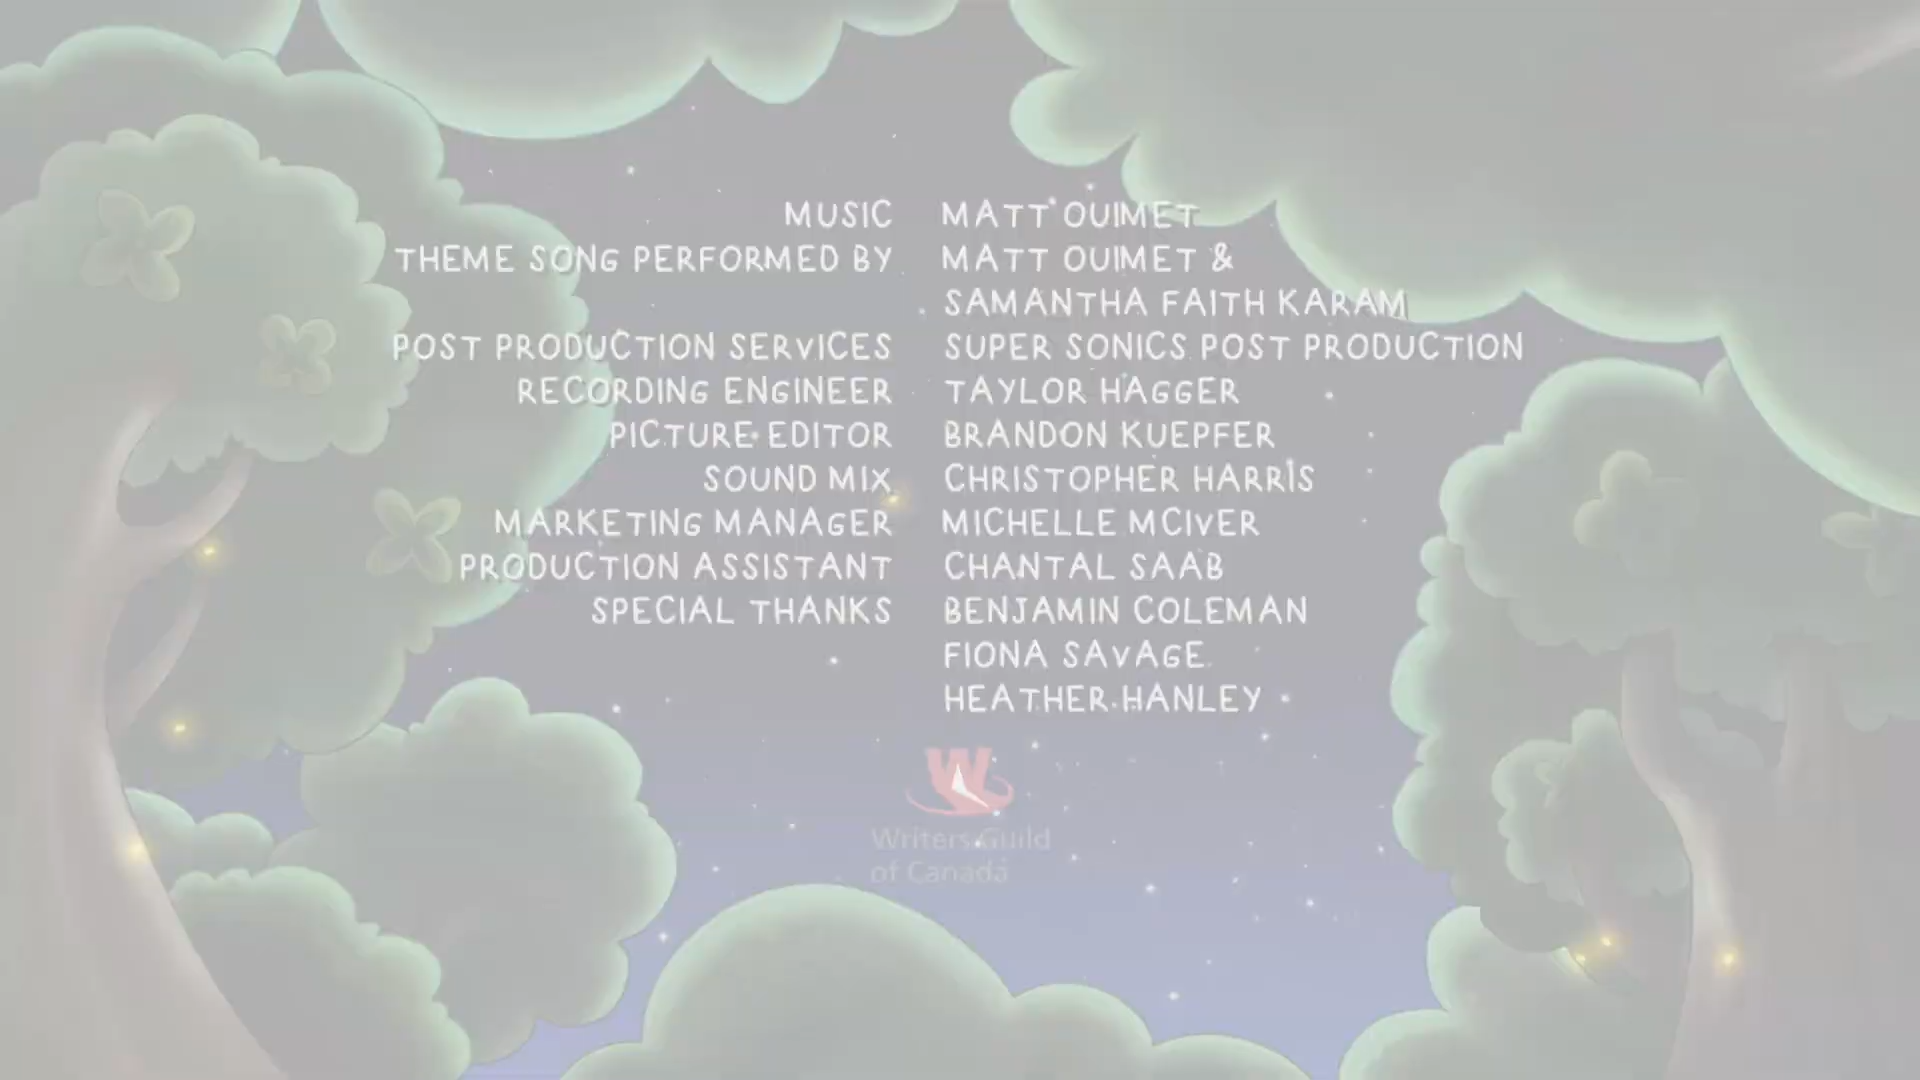 MUSIC MATT OUIMET
THEME SONG PERFORMED BY MATT OUIMET &
SAMANTHA FAITH KARAM
POST PRODUCTION SERVICES SUPER SONICS POST PRODUCTION
RECORDING ENGINEER TAYLOR HAGGER
PICTURE EDITOR BRANDON KUEPFER
SOUND MIX CHRISTOPHER HARRIS
MARKETING MANAGER MICHELLE MCIVER
PRODUCTION ASSISTANT CHANTAL SAAB
SPECIAL THANKS BENJAMIN COLEMAN
FIONA SAVAGE
HEATHER HANLEY
W
Writers Guild
of Canada